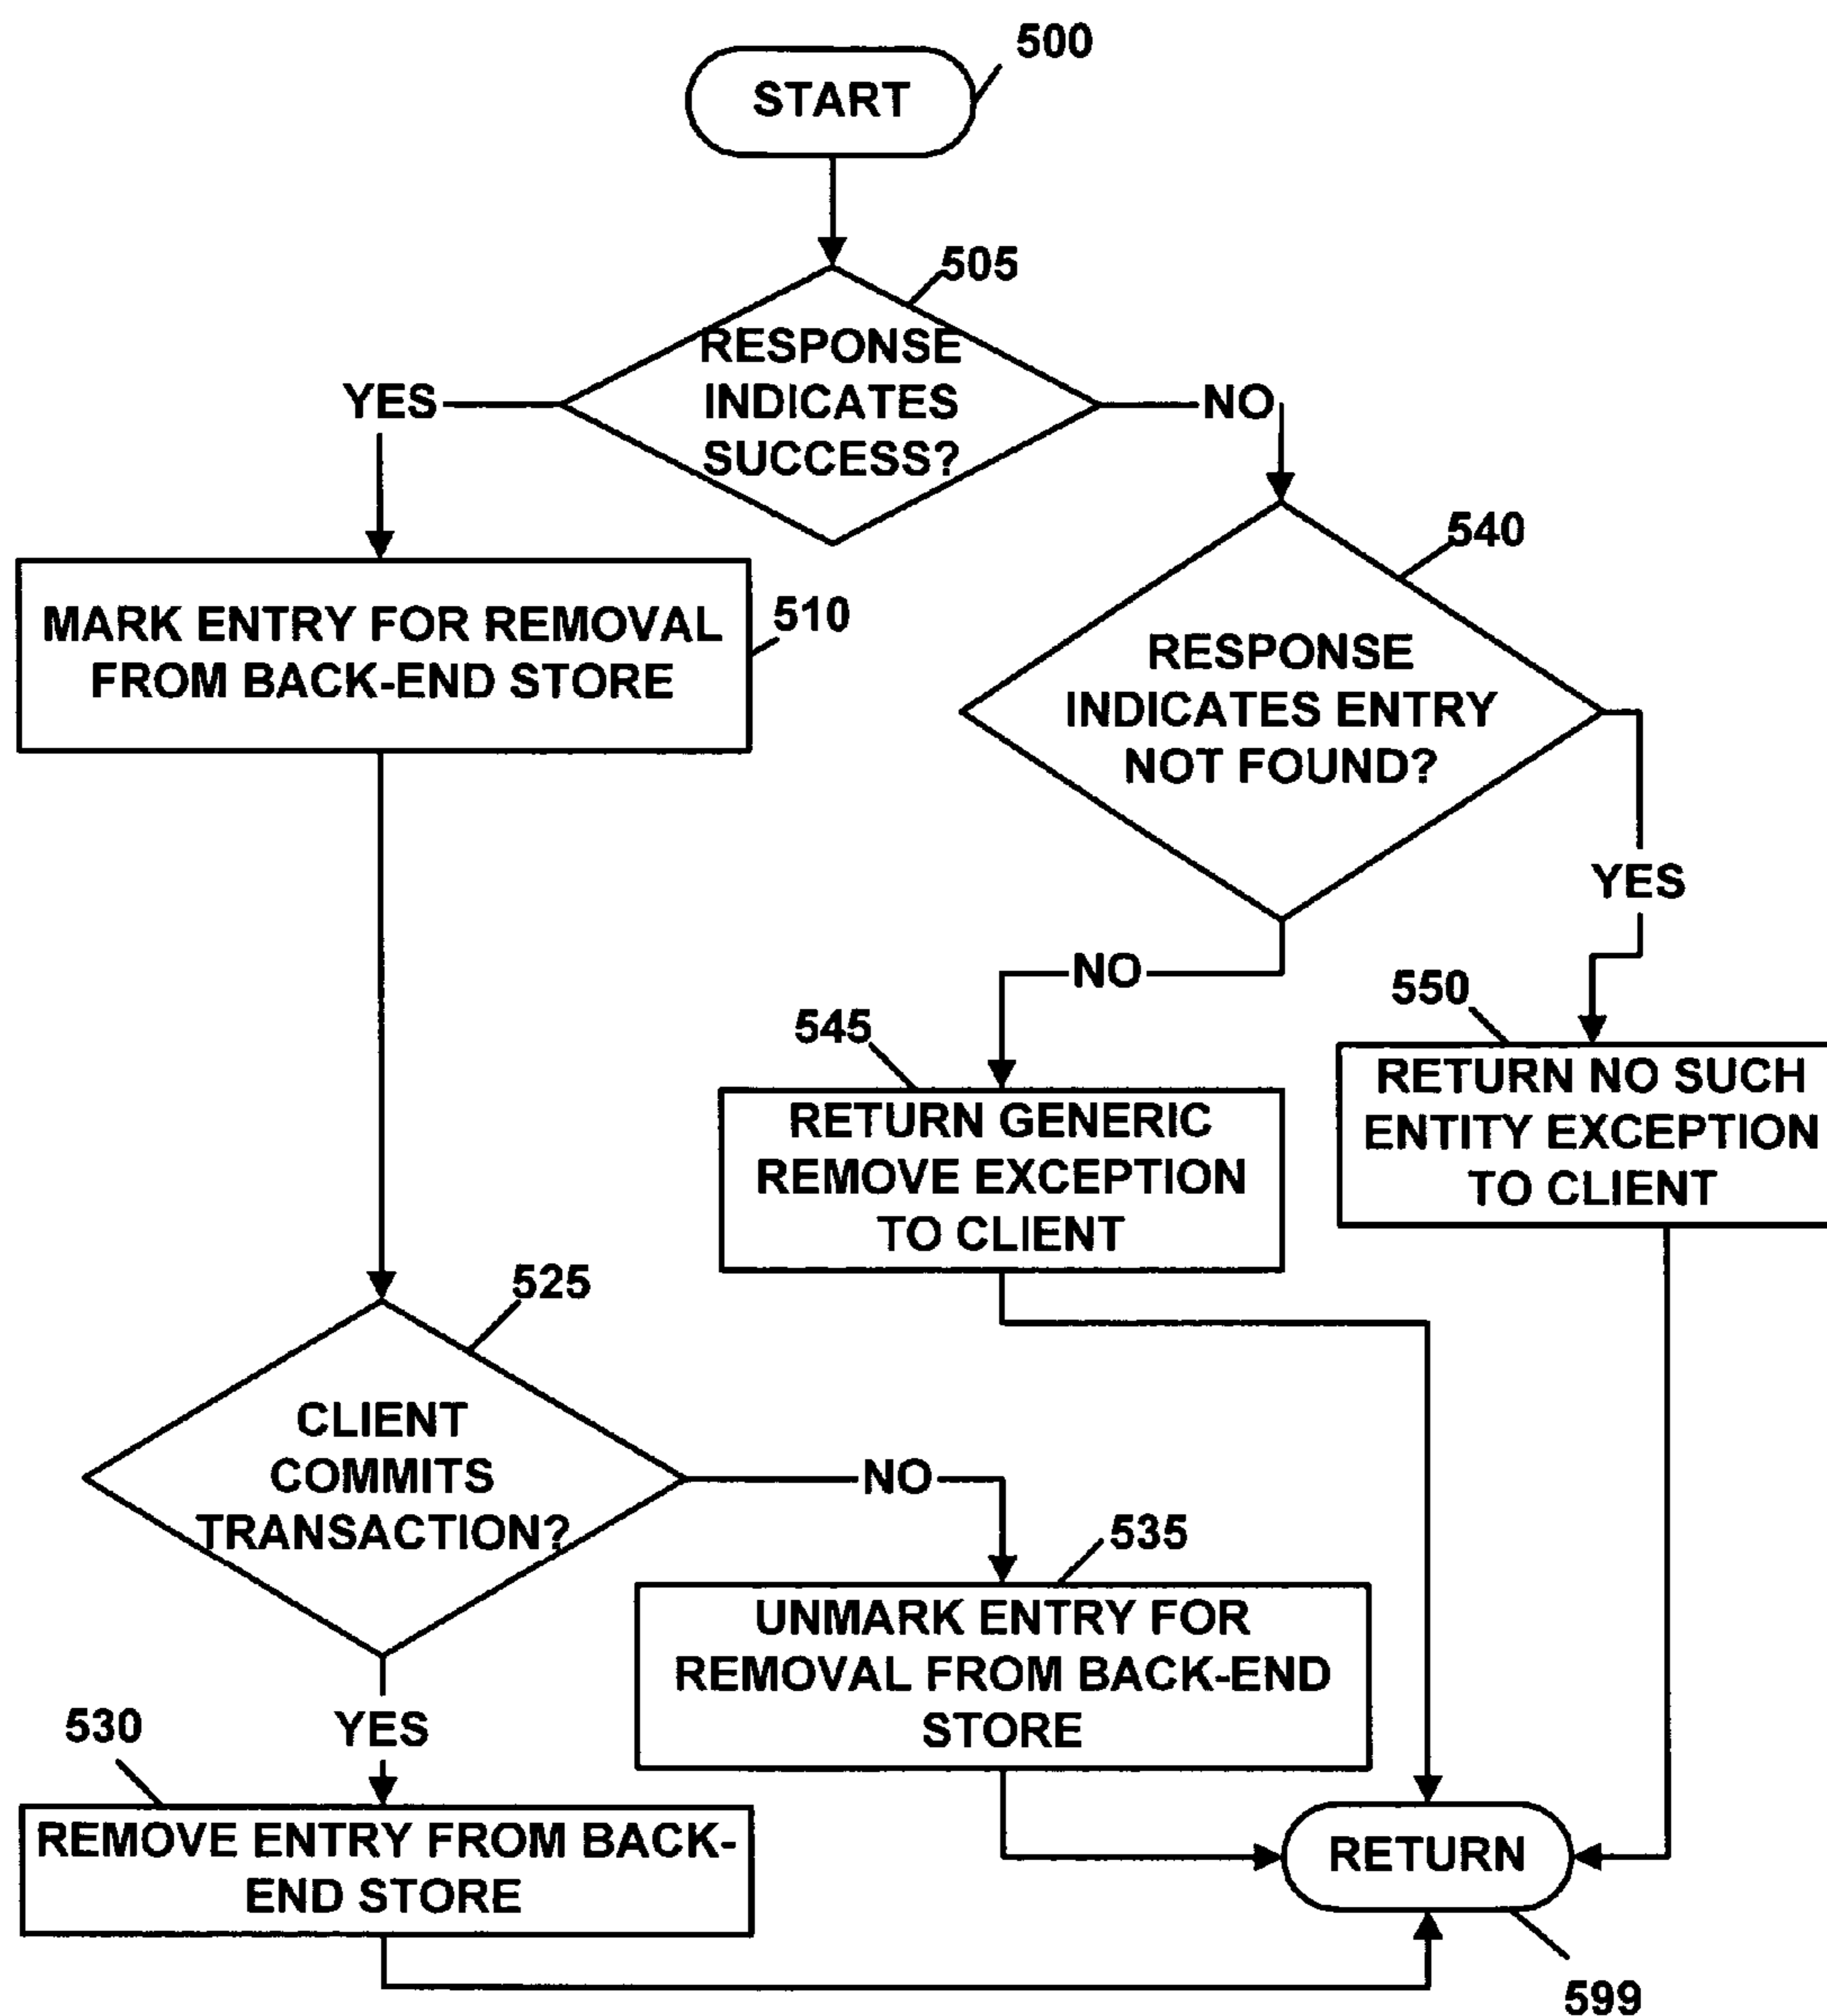 500
START
505
RESPONSE
INDICATES
SUCCESS?
YES
NO
540
RESPONSE
INDICATES ENTRY
NOT FOUND?
510
MARK ENTRY FOR REMOVAL
FROM BACK-END STORE
YES
NO
550
RETURN NO SUCH
ENTITY EXCEPTION
TO CLIENT
545
RETURN GENERIC
REMOVE EXCEPTION
TO CLIENT
525
CLIENT
COMMITS
TRANSACTION?
NO
535
UNMARK ENTRY FOR
REMOVAL FROM BACK-END
STORE
YES
530
REMOVE ENTRY FROM BACK-
END STORE
RETURN
599